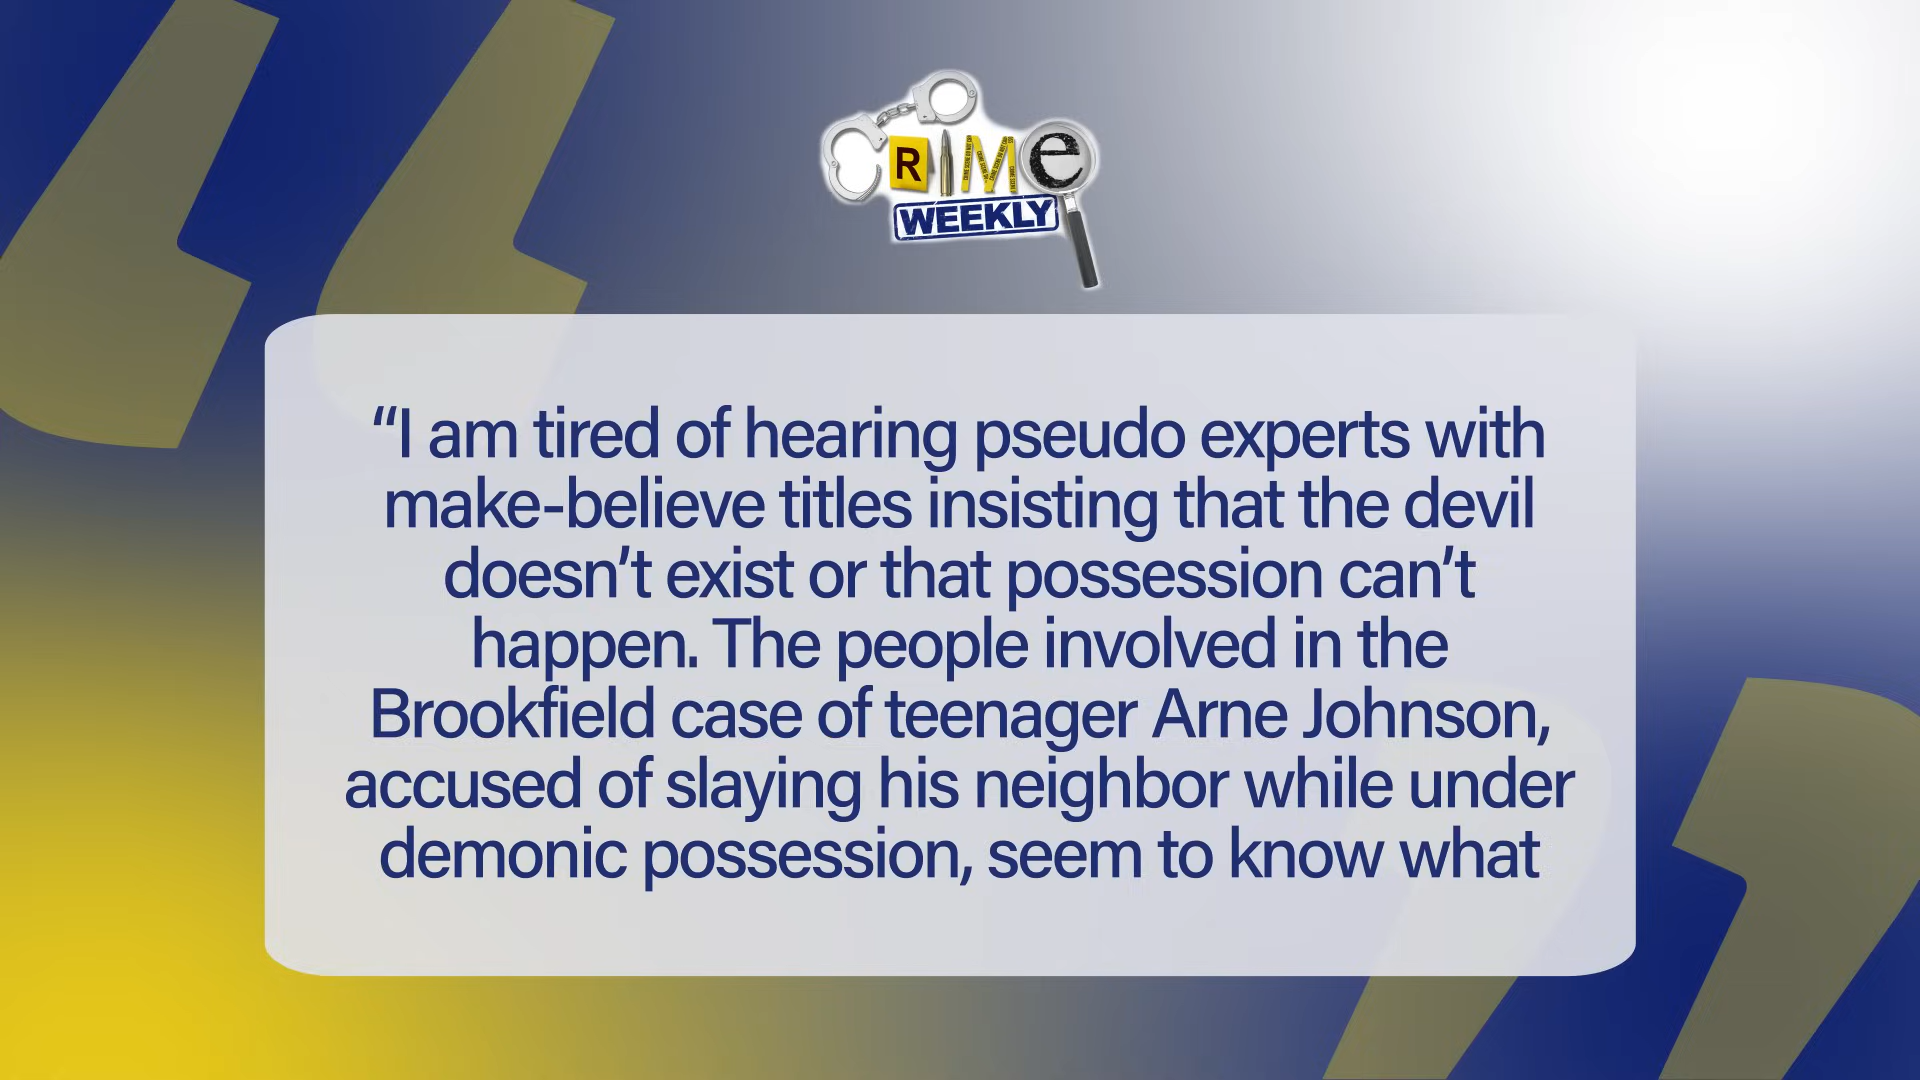 CRIMe
WEEKLY
“I am tired of hearing pseudo experts with
make-believe titles insisting that the devil
doesn’t exist or that possession can’t
happen. The people involved in the
Brookfield case of teenager Arne Johnson,
accused of slaying his neighbor while under
demonic possession, seem to know what